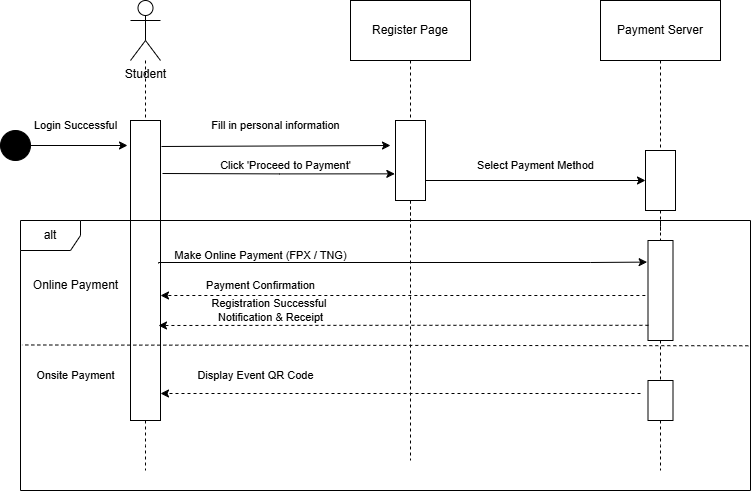 Register Page
Payment Server
Student
Login Successful
Fill in personal information
Click 'Proceed to Payment'
Select Payment Method
alt
Make Online Payment (FPX / TNG)
Online Payment
Payment Confirmation
Registration Successful
Notification & Receipt
Onsite Payment
Display Event QR Code